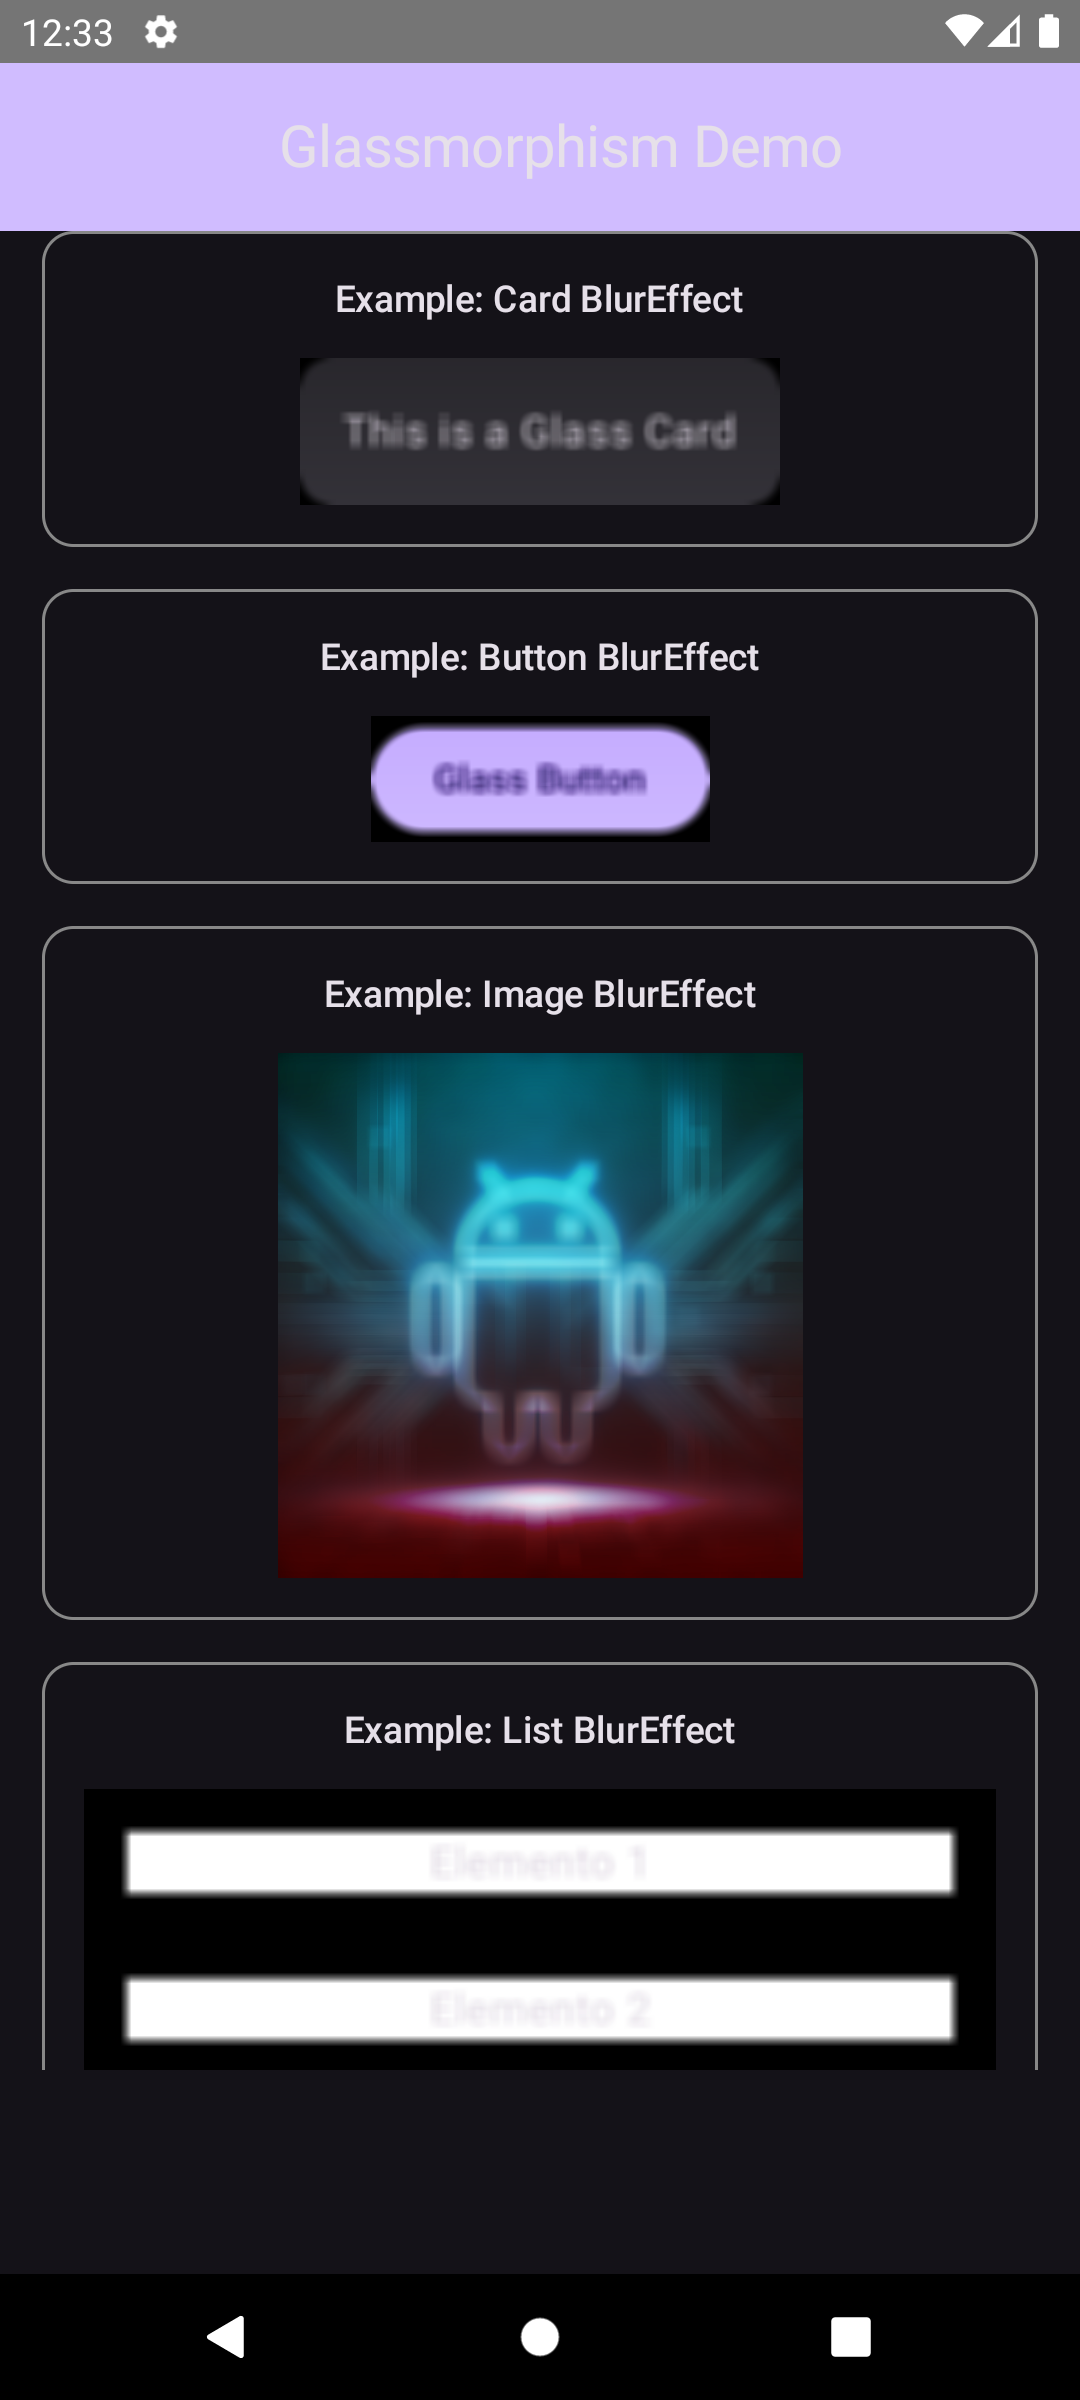 12:33
Glassmorphism Demo
Example: Card BlurEffect
This is a Glass Card
Example: Button BlurEffect
Glass Button
Example: Image BlurEffect
Example: List BlurEffect
Elemento 1
Elemento 2